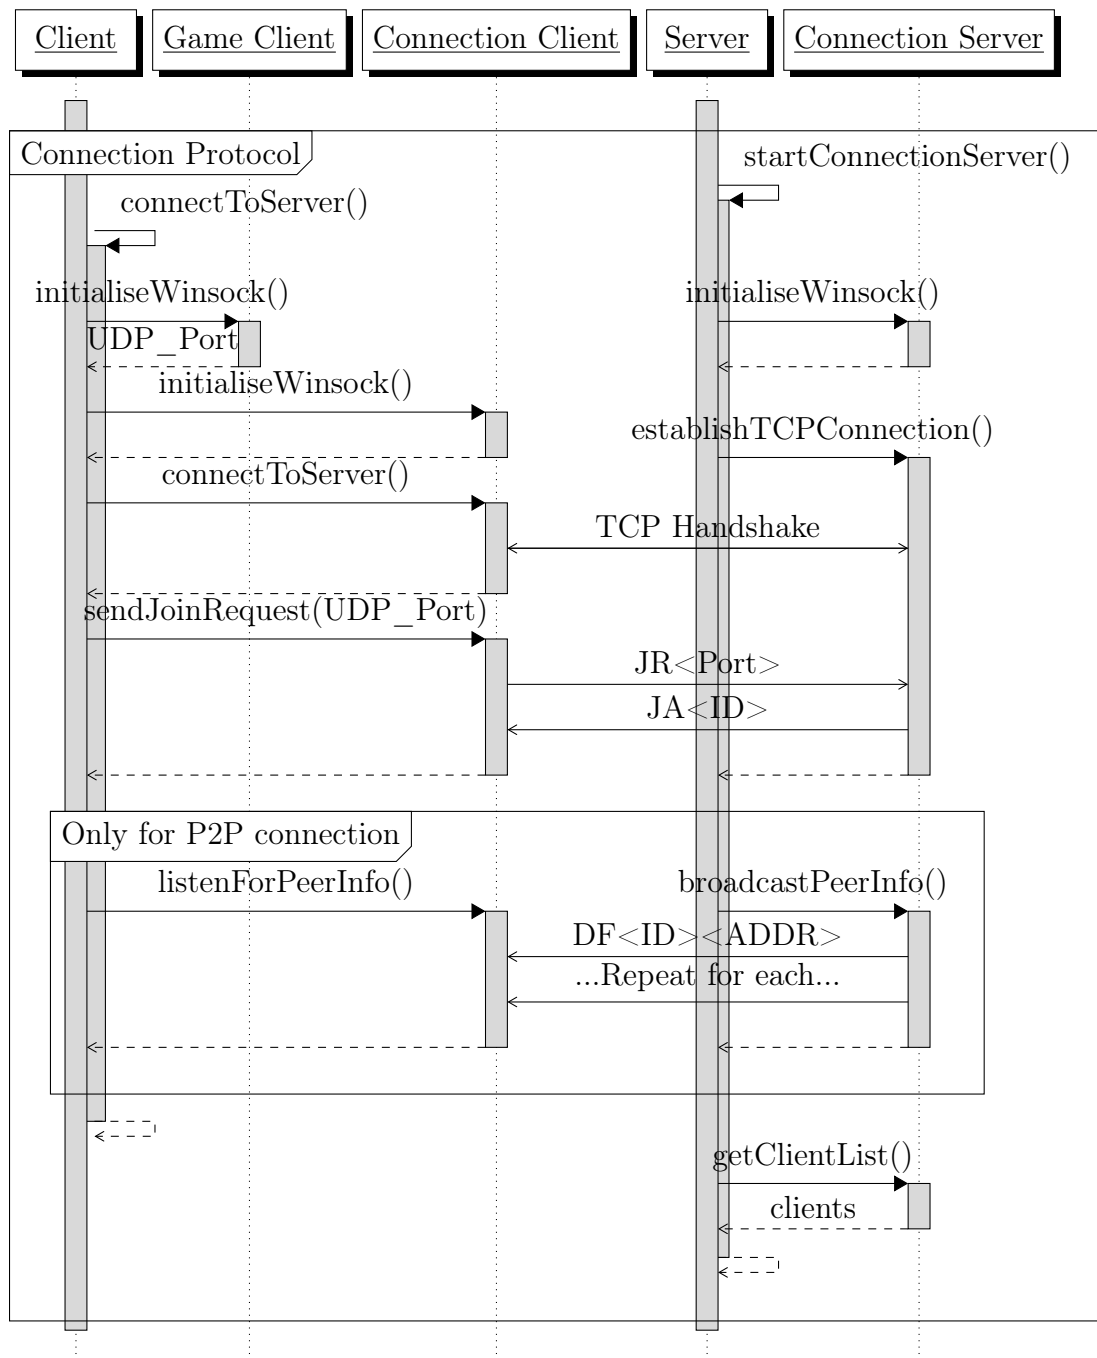 Client
Game Client
Connection Client
Server
Connection Server
Connection Protocol
startConnectionServer()
connectToServer()
initialiseWinsock()
initialiseWinsock()
UDP_Port
initialiseWinsock()
establishTCPConnection()
connectToServer()
TCP Handshake
sendJoinRequest(UDP_Port)
JR<Port>
JA<ID>
Only for P2P connection
listenForPeerInfo()
broadcastPeerInfo()
DF<ID><ADDR>
...Repeat for each...
getClientList()
clients